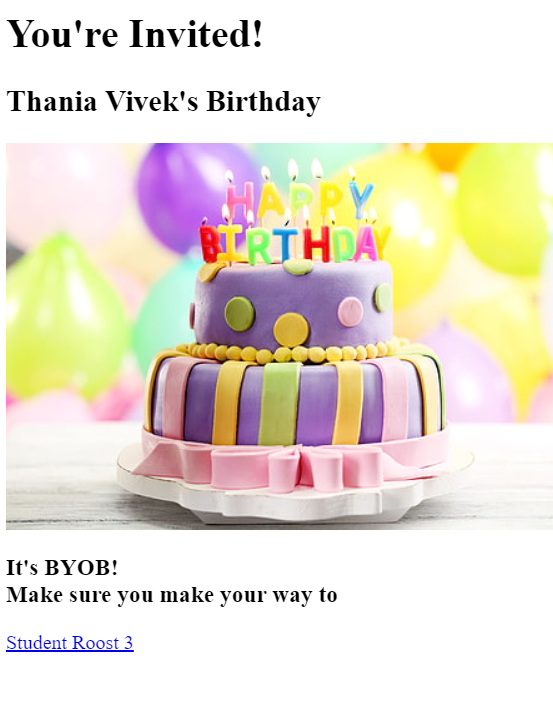 You're Invited!
Thania Vivek's Birthday
HAPPY
BIRTHDAY
It's BYOB!
Make sure you make your way to
Student Roost 3